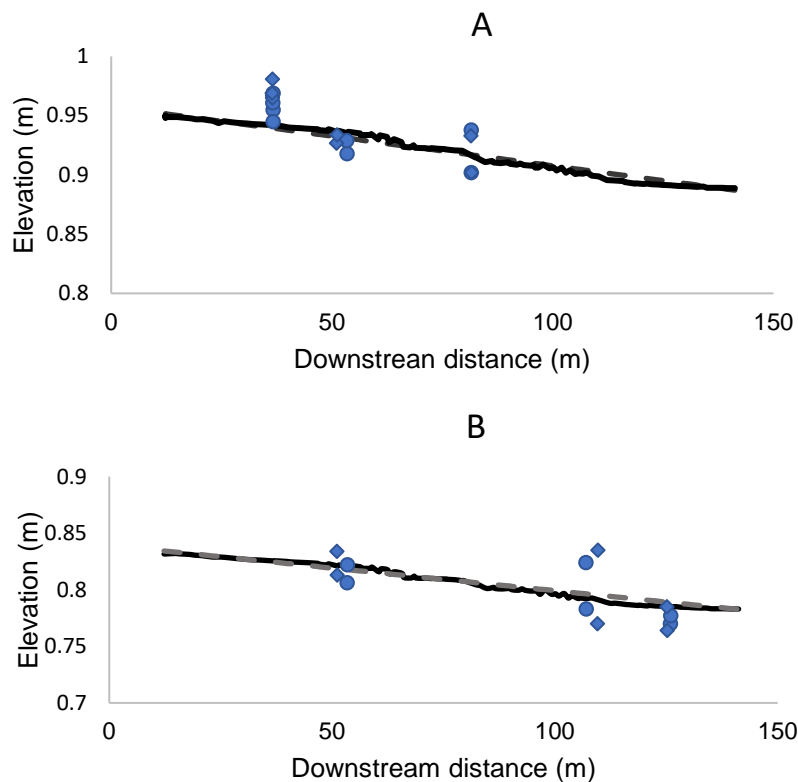 A
1
0.95
0.9
0.85
0.8
Elevation (m)
0 50 100 150
Downstrean distance (m)
B
0.9
0.85
0.8
0.75
0.7
Elevation (m)
0 50 100 150
Downstream distance (m)